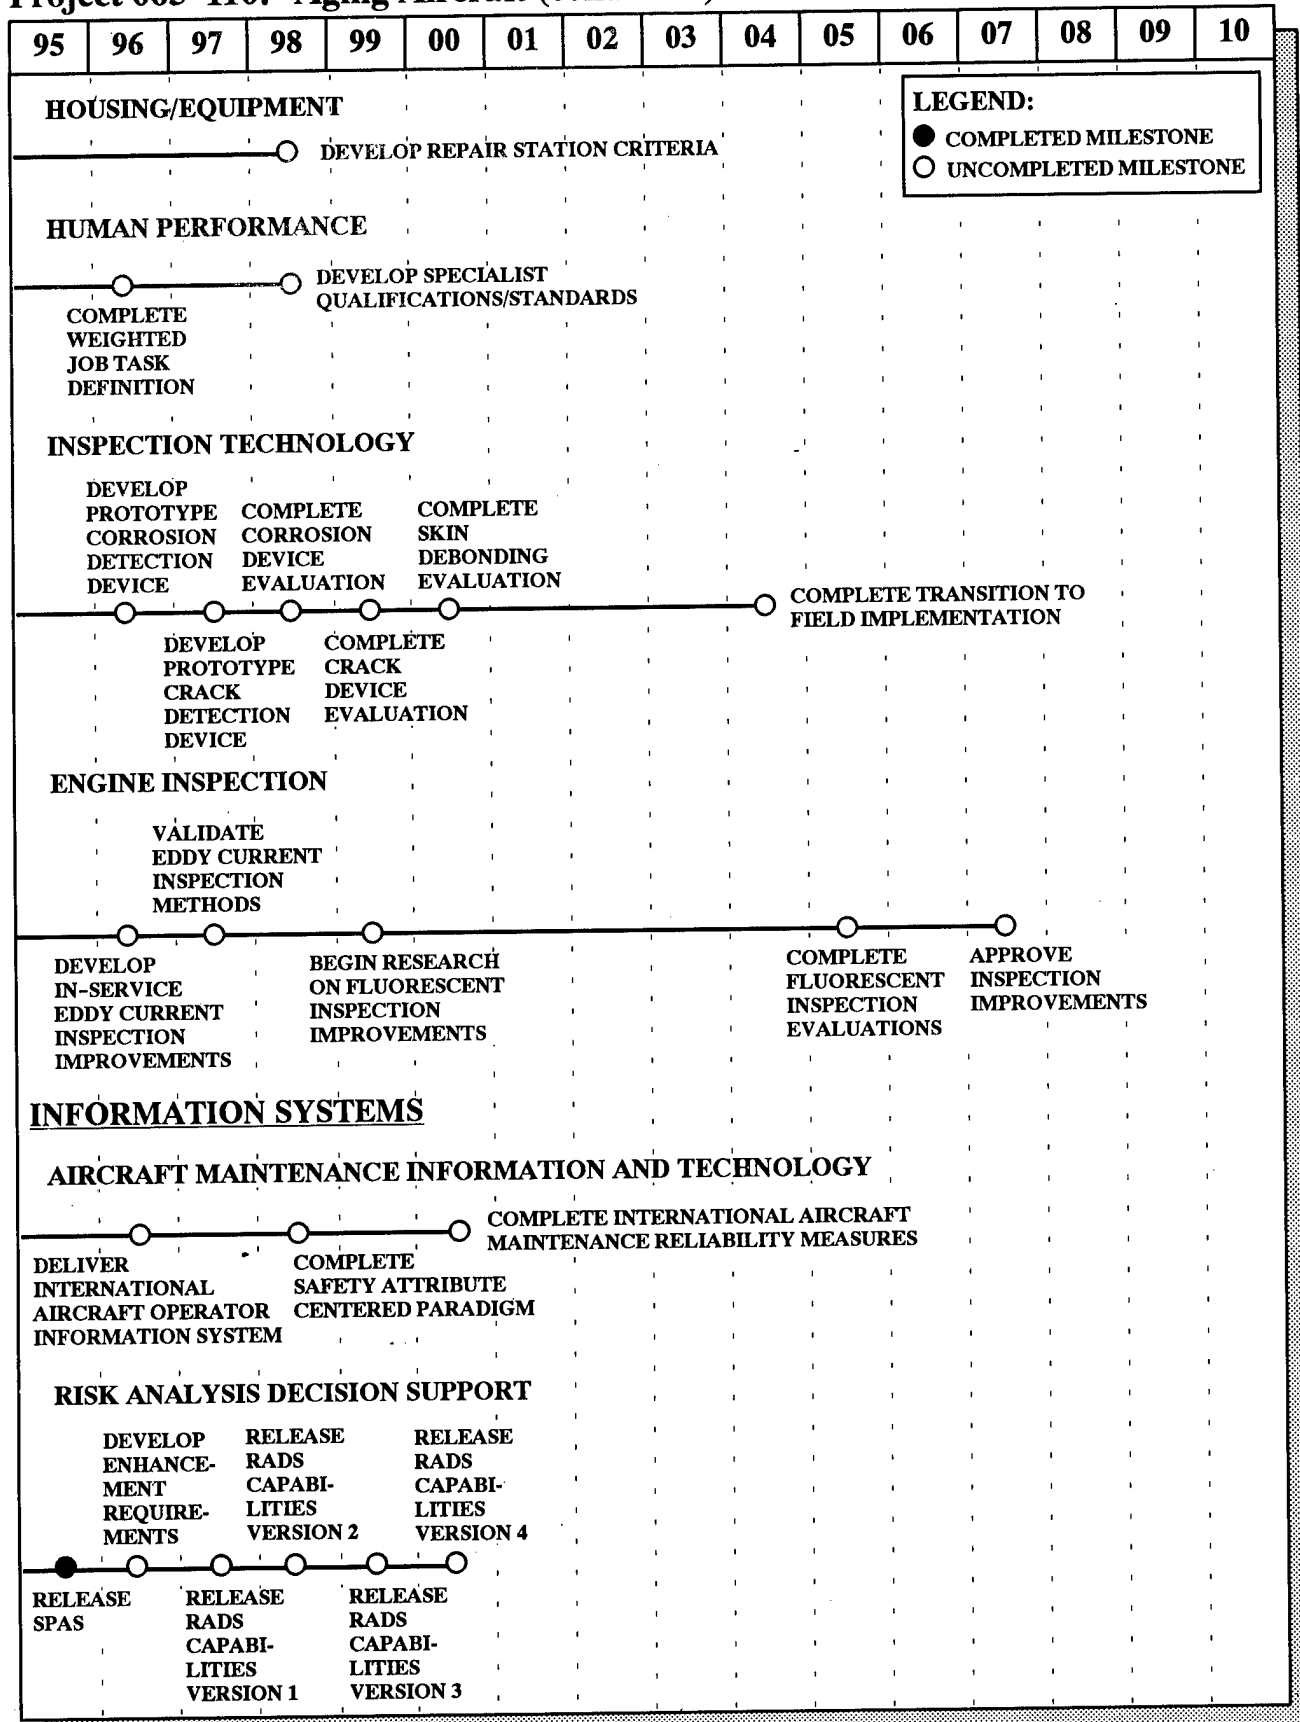 95 96 97 98 99 00 01 02 03 04 05 06 07 08 09 10
LEGEND:
COMPLETED MILESTONE
UNCOMPLETED MILESTONE
HOUSING/EQUIPMENT
DEVELOP REPAIR STATION CRITERIA
HUMAN PERFORMANCE
DEVELOP SPECIALIST
QUALIFICATIONS/STANDARDS
COMPLETE
WEIGHTED
JOB TASK
DEFINITION
INSPECTION TECHNOLOGY
DEVELOP
PROTOTYPE
CORROSION
DETECTION
DEVICE
COMPLETE
CORROSION
DEVICE
EVALUATION
COMPLETE
SKIN
DEBONDING
EVALUATION
COMPLETE TRANSITION TO
FIELD IMPLEMENTATION
DEVELOP
PROTOTYPE
CRACK
DETECTION
DEVICE
COMPLETE
CRACK
DEVICE
EVALUATION
ENGINE INSPECTION
VALIDATE
EDDY CURRENT
INSPECTION
METHODS
DEVELOP
IN-SERVICE
EDDY CURRENT
INSPECTION
IMPROVEMENTS
BEGIN RESEARCH
ON FLUORESCENT
INSPECTION
IMPROVEMENTS
COMPLETE
FLUORESCENT
INSPECTION
EVALUATIONS
APPROVE
INSPECTION
IMPROVEMENTS
INFORMATION SYSTEMS
AIRCRAFT MAINTENANCE INFORMATION AND TECHNOLOGY
COMPLETE INTERNATIONAL AIRCRAFT
MAINTENANCE RELIABILITY MEASURES
DELIVER
INTERNATIONAL
AIRCRAFT OPERATOR
INFORMATION SYSTEM
COMPLETE
SAFETY ATTRIBUTE
CENTERED PARADIGM
RISK ANALYSIS DECISION SUPPORT
DEVELOP
ENHANCE-
MENT
REQUIRE-
MENTS
RELEASE
RADS
CAPABI-
LITIES
VERSION 2
RELEASE
RADS
CAPABI-
LITIES
VERSION 4
RELEASE
SPAS
RELEASE
RADS
CAPABI-
LITIES
VERSION 1
RELEASE
RADS
CAPABI-
LITIES
VERSION 3